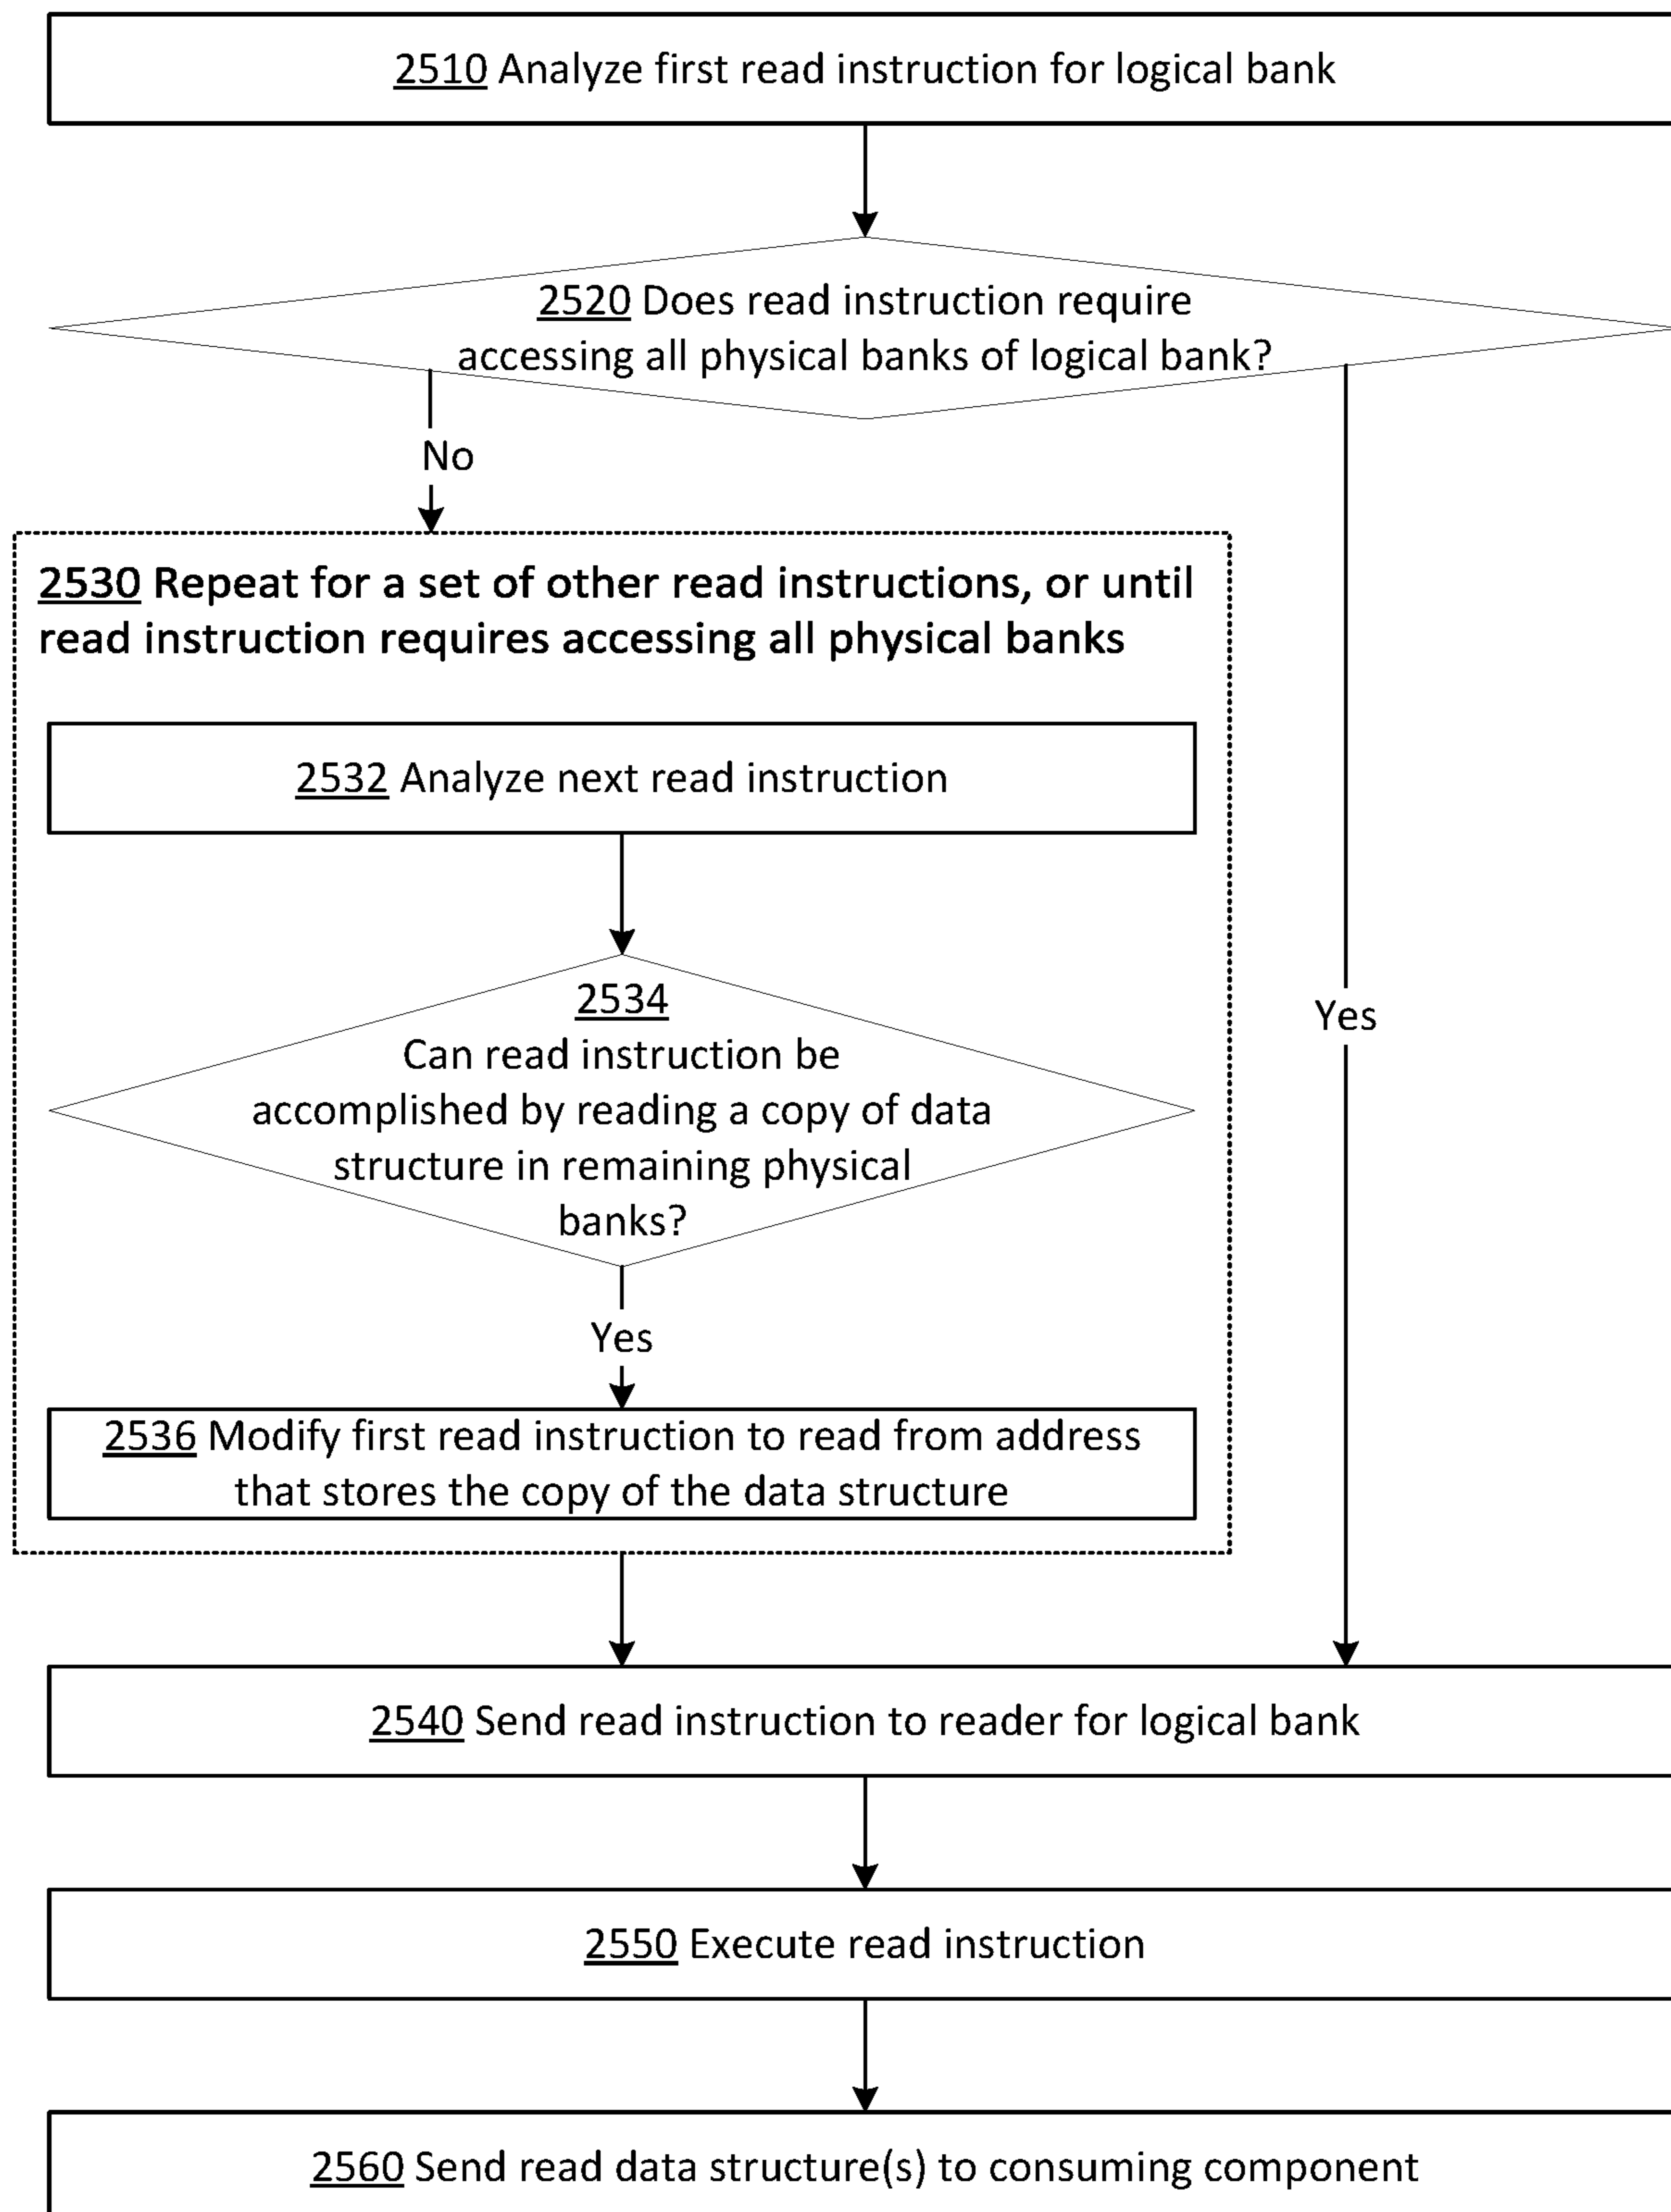 2510 Analyze first read instruction for logical bank
2520 Does read instruction require
accessing all physical banks of logical bank?
No
2530 Repeat for a set of other read instructions, or until
read instruction requires accessing all physical banks
2532 Analyze next read instruction
2534
Can read instruction be
accomplished by reading a copy of data
structure in remaining physical
banks?
Yes
Yes
2536 Modify first read instruction to read from address
that stores the copy of the data structure
2540 Send read instruction to reader for logical bank
2550 Execute read instruction
2560 Send read data structure(s) to consuming component